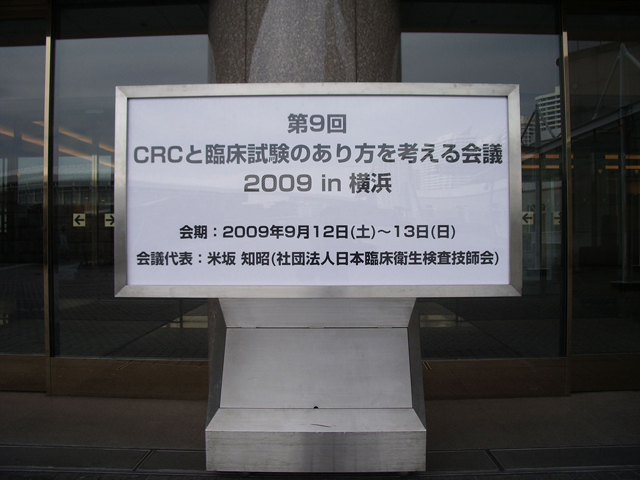 第9回
CRCと臨床試験のあり方を考える会議
2009 in 横浜
会期：2009年9月12日(土)～13日(日)
会議代表：米坂 知昭(社団法人日本臨床衛生検査技師会)